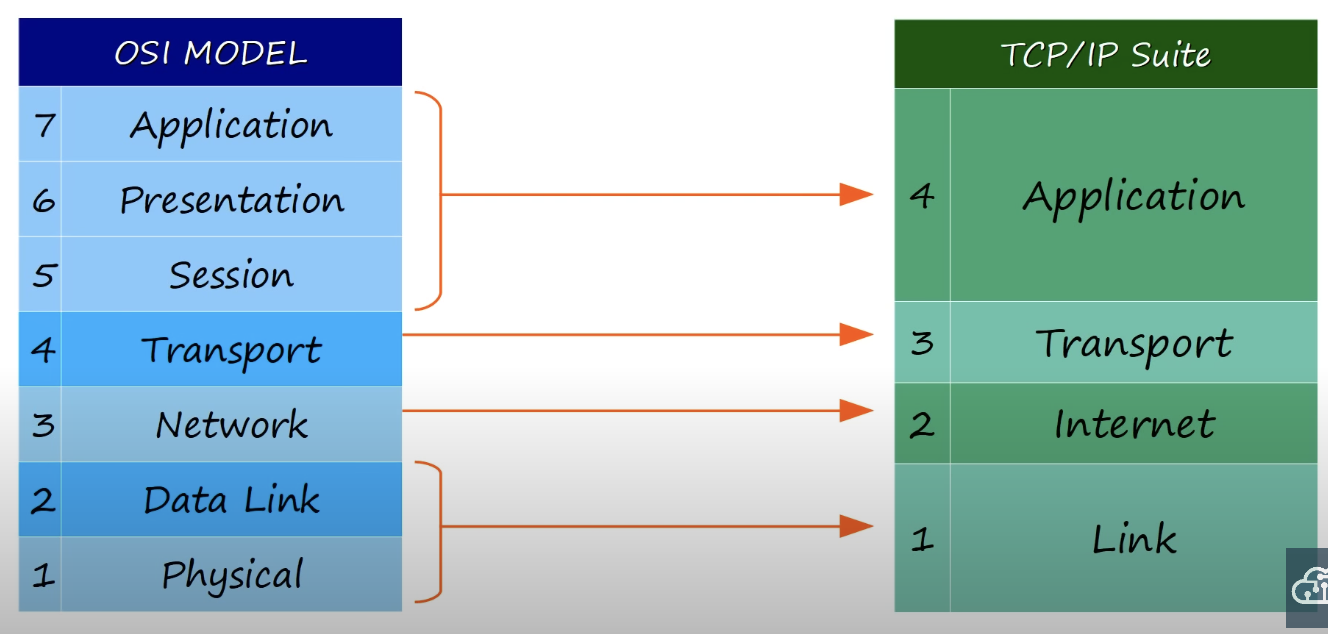 OSI MODEL
7 Application
6 Presentation
5 Session
4 Transport
3 Network
2 Data Link
1 Physical
TCP/IP Suite
4 Application
3 Transport
2 Internet
1 Link